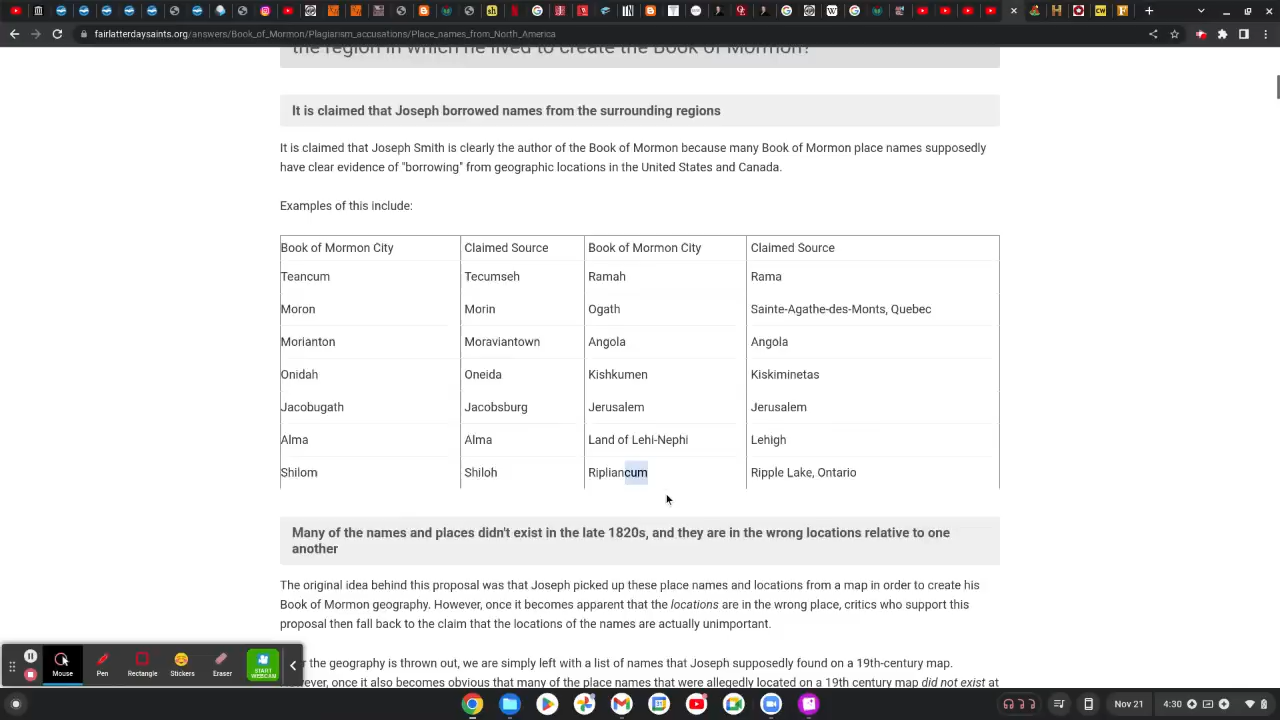 fairlatterdaysaints.org/answers/Book_of_Mormon/Plagiarism_accusations/Place_names_from_North_America
the region in which he lived to create the Book of Mormon?
It is claimed that Joseph borrowed names from the surrounding regions
It is claimed that Joseph Smith is clearly the author of the Book of Mormon because many Book of Mormon place names supposedly
have clear evidence of "borrowing" from geographic locations in the United States and Canada.
Examples of this include:
Book of Mormon City Claimed Source Book of Mormon City Claimed Source
Teancum Tecumseh Ramah Rama
Moron Morin Ogath Sainte-Agathe-des-Monts, Quebec
Morianton Moraviantown Angola Angola
Onidah Oneida Kishkumen Kiskiminetas
Jacobugath Jacobsburg Jerusalem Jerusalem
Alma Alma Land of Lehi-Nephi Lehigh
Shilom Shiloh Ripliancum Ripple Lake, Ontario
Many of the names and places didn't exist in the late 1820s, and they are in the wrong locations relative to one
another
The original idea behind this proposal was that Joseph picked up these place names and locations from a map in order to create his
Book of Mormon geography. However, once it becomes apparent that the locations are in the wrong place, critics who support this
proposal then fall back to the claim that the locations of the names are actually unimportant.
r the geography is thrown out, we are simply left with a list of names that Joseph supposedly found on a 19th-century map.
However, once it also becomes obvious that many of the place names that were allegedly located on a 19th century map did not exist at
Mouse Pen Rectangle Stickers Eraser START WEBCAM
Nov 21 4:30